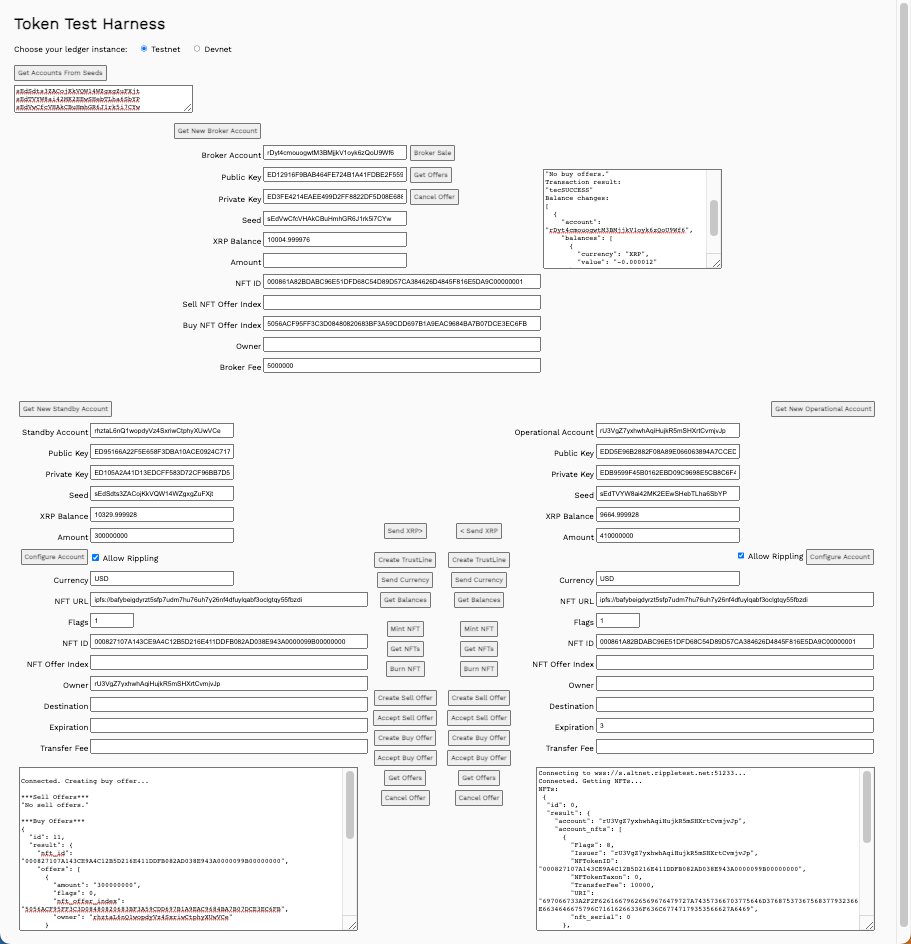 Token Test Harness
Choose your ledger instance: Testnet Devnet
Get Accounts From Seeds
sEdSdts3ZACojKkVQW14WZgxgZuFXjt
sEdTVYW8ai42MK2EEwSHebTLha6SbYP
sEdVwCfcVHAkCBuHmhGR6J1rk5i7CYw
Get New Broker Account
Broker Account rDyt4cmouogwtM3BMjjkV1oyk6zQoU9Wf6 Broker Sale
Public Key ED12916F9BAB464FE724B1A41FDBE2F559 Get Offers
Private Key ED3FE4214EAEE499D2FF8822DF5D08E688 Cancel Offer
Seed sEdVwCfcVHAkCBuHmhGR6J1rk5i7CYw
XRP Balance 10004.999976
Amount
NFT ID 000861A82BDABC96E51DFD68C54D89D57CA384626D4845F816E5DA9C00000001
Sell NFT Offer Index
Buy NFT Offer Index 5056ACF95FF3C3D08480820683BF3A59CDD697B1A9EAC9684BA7B07DCE3EC6FB
Owner
Broker Fee 5000000
"No buy offers."
Transaction result:
"tecSUCCESS"
Balance changes:
[
{
"account":
"rDyt4cmouogwtM3BMjjkV1oyk6zQoU9Wf6",
"balances": [
{
"currency": "XRP",
"value": "-0.000012"
Get New Standby Account
Standby Account rhztaL6nQ1wopdyVz4SxriwCtphyXUwVCe
Public Key ED95166A22F5E658F3DBA10ACE0924C717
Private Key ED105A2A41D13EDCFF583D72CF96BB7D5
Seed sEdSdts3ZACojKkVQW14WZgxgZuFXjt
XRP Balance 10329.999928
Amount 300000000
Configure Account Allow Rippling
Currency USD
NFT URL ipfs://bafybeigdyrzt5sfp7udm7hu76uh7y26nf4dfuylqabf3oclgtqy55fbzdi
Flags 1
NFT ID 000827107A143CE9A4C12B5D216E411DDFB082AD038E943A0000099B00000000
NFT Offer Index
Owner rU3VgZ7yxhwhAqiHujkR5mSHXrtCvmjvJp
Destination
Expiration
Transfer Fee
Send XRP> < Send XRP
Create TrustLine Create TrustLine
Send Currency Send Currency
Get Balances Get Balances
Mint NFT Mint NFT
Get NFTs Get NFTs
Burn NFT Burn NFT
Create Sell Offer Create Sell Offer
Accept Sell Offer Accept Sell Offer
Create Buy Offer Create Buy Offer
Accept Buy Offer Accept Buy Offer
Get Offers Get Offers
Cancel Offer Cancel Offer
Get New Operational Account
Operational Account rU3VgZ7yxhwhAqiHujkR5mSHXrtCvmjvJp
Public Key EDD5E96B2882F08A89E066063894A7CCED
Private Key EDB9599F45B0162EBD09C9698E5CB8C6F4
Seed sEdTVYW8ai42MK2EEwSHebTLha6SbYP
XRP Balance 9664.999928
Amount 410000000
Allow Rippling Configure Account
Currency USD
NFT URL ipfs://bafybeigdyrzt5sfp7udm7hu76uh7y26nf4dfuylqabf3oclgtqy55fbzdi
Flags 1
NFT ID 000861A82BDABC96E51DFD68C54D89D57CA384626D4845F816E5DA9C00000001
NFT Offer Index
Owner
Destination
Expiration 3
Transfer Fee
Connected. Creating buy offer...
***Sell Offers***
"No sell offers."
***Buy Offers***
{
"id": 11,
"result": {
"nft_id":
"000827107A143CE9A4C12B5D216E411DDFB082AD038E943A0000099B00000000",
"offers": [
{
"amount": "300000000",
"flags": 0,
"nft_offer_index":
"5056ACF95FF3C3D08480820683BF3A59CDD697B1A9EAC9684BA7B07DCE3EC6FB",
"owner": "rhztaL6nQ1wopdyVz4SxriwCtphyXUwVCe"
}
Connecting to wss://s.altnet.rippletest.net:51233...
Connected. Getting NFTs...
NFTs:
{
"id": 0,
"result": {
"account": "rU3VgZ7yxhwhAqiHujkR5mSHXrtCvmjvJp",
"account_nfts": [
{
"Flags": 8,
"Issuer": "rU3VgZ7yxhwhAqiHujkR5mSHXrtCvmjvJp",
"NFTokenID":
"000827107A143CE9A4C12B5D216E411DDFB082AD038E943A0000099B00000000",
"NFTokenTaxon": 0,
"TransferFee": 10000,
"URI":
"nft_serial": 0
},